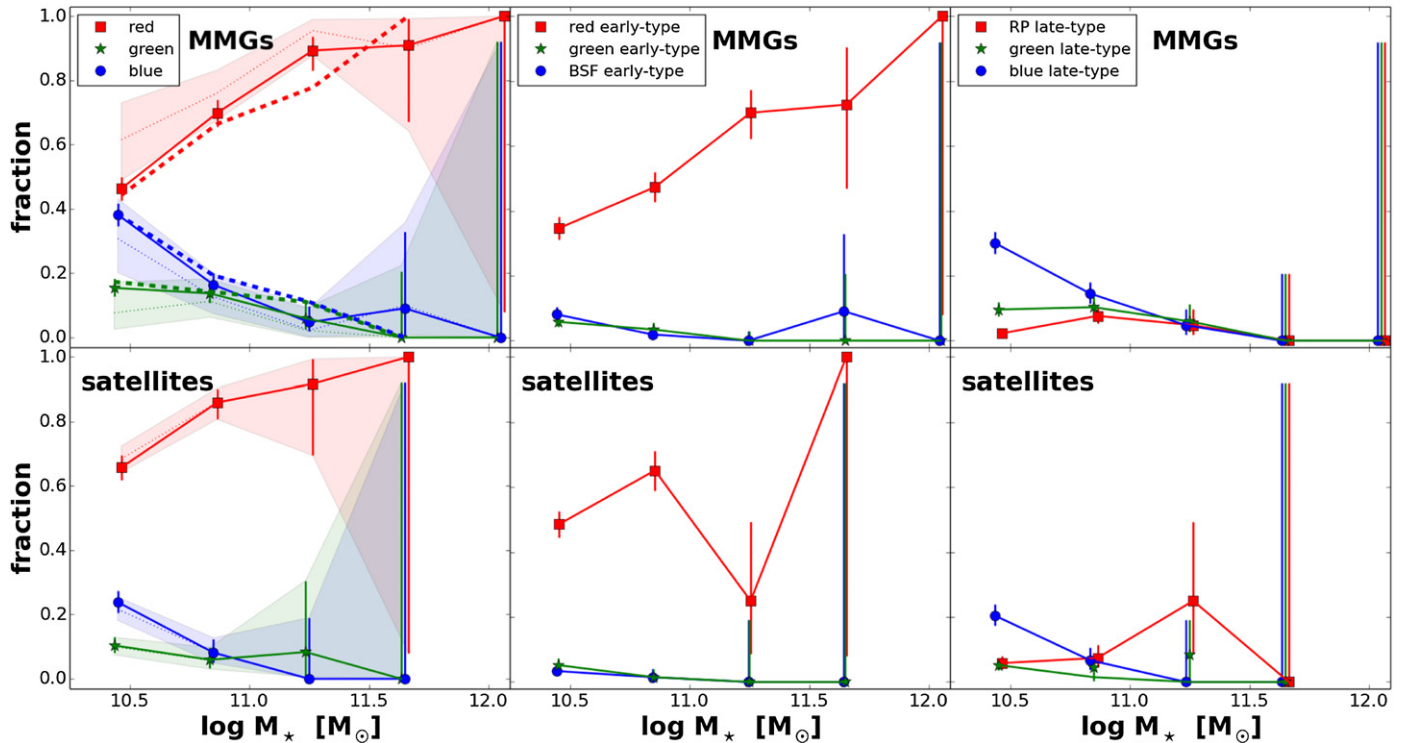 red
green
blue
MMGs
red early-type
green early-type
BSF early-type
MMGs
RP late-type
green late-type
blue late-type
MMGs
1.0
0.8
0.6
0.4
0.2
0.0
fraction
satellites
satellites
satellites
1.0
0.8
0.6
0.4
0.2
0.0
fraction
10.5 11.0 11.5 12.0
10.5 11.0 11.5 12.0
10.5 11.0 11.5 12.0
log M⋆ [M⊙]
log M⋆ [M⊙]
log M⋆ [M⊙]